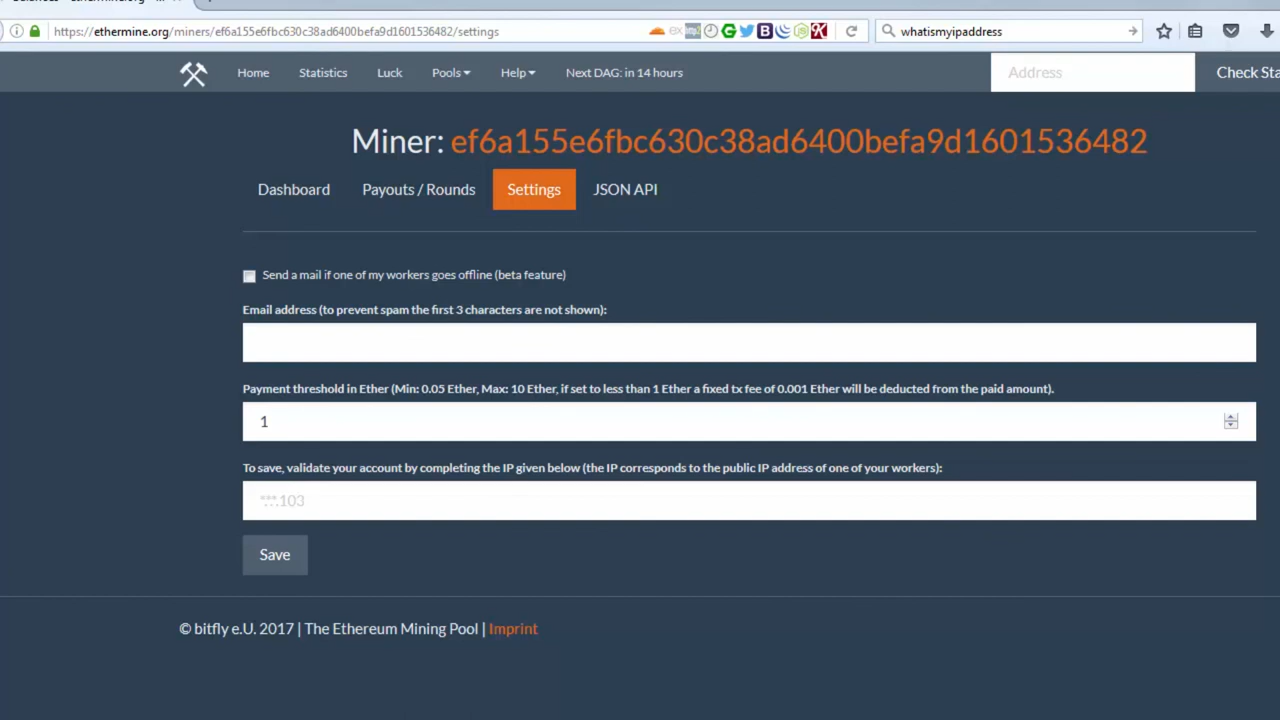 https://ethermine.org/miners/ef6a155e6fbc630c38ad6400befa9d1601536482/settings
whatismyipaddress
Home Statistics Luck Pools Help Next DAG: in 14 hours Address Check Sta
Miner: ef6a155e6fbc630c38ad6400befa9d1601536482
Dashboard Payouts / Rounds Settings JSON API
Send a mail if one of my workers goes offline (beta feature)
Email address (to prevent spam the first 3 characters are not shown):
Payment threshold in Ether (Min: 0.05 Ether, Max: 10 Ether, if set to less than 1 Ether a fixed tx fee of 0.001 Ether will be deducted from the paid amount).
1
To save, validate your account by completing the IP given below (the IP corresponds to the public IP address of one of your workers):
*.*.*.103
Save
© bitfly e.U. 2017 | The Ethereum Mining Pool | Imprint